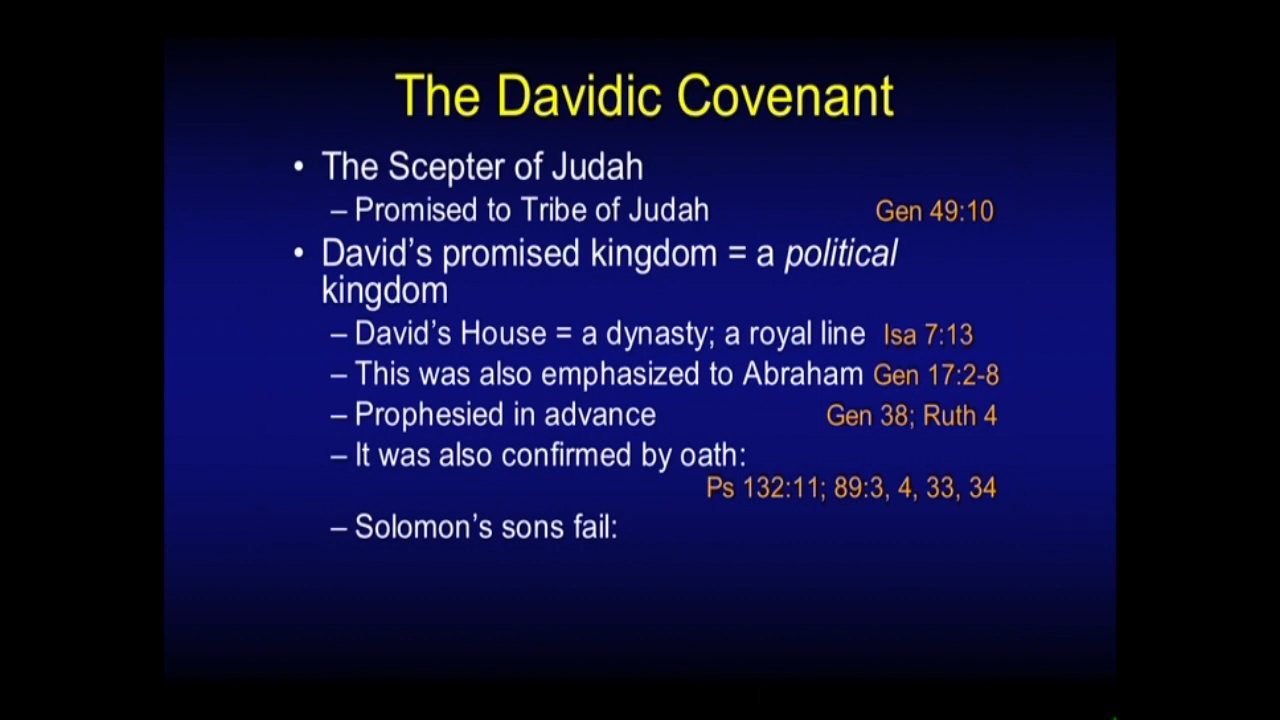 The Davidic Covenant
• The Scepter of Judah
– Promised to Tribe of Judah Gen 49:10
• David’s promised kingdom = a political
kingdom
– David’s House = a dynasty; a royal line Isa 7:13
– This was also emphasized to Abraham Gen 17:2-8
– Prophesied in advance Gen 38; Ruth 4
– It was also confirmed by oath:
Ps 132:11; 89:3, 4, 33, 34
– Solomon’s sons fail: